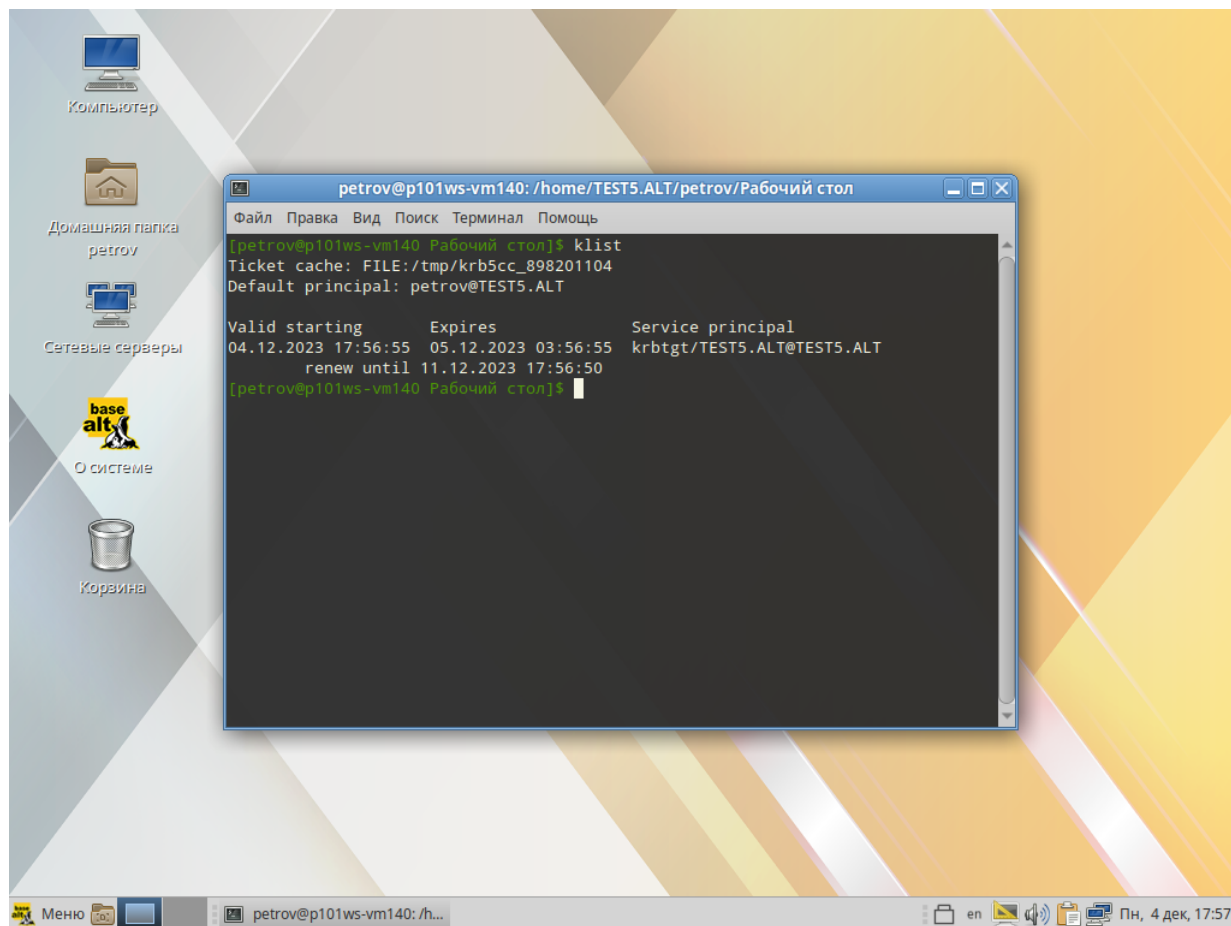 Компьютер
Домашняя папка
petrov
Сетевые серверы
base
alt
О системе
Корзина
petrov@p101ws-vm140: /home/TEST5.ALT/petrov/Рабочий стол
Файл Правка Вид Поиск Терминал Помощь
[petrov@p101ws-vm140 Рабочий стол]$ klist
Ticket cache: FILE:/tmp/krb5cc_898201104
Default principal: petrov@TEST5.ALT
Valid starting Expires Service principal
04.12.2023 17:56:55 05.12.2023 03:56:55 krbtgt/TEST5.ALT@TEST5.ALT
renew until 11.12.2023 17:56:50
[petrov@p101ws-vm140 Рабочий стол]$
base
alt
Меню
petrov@p101ws-vm140: /h...
en
Пн, 4 дек, 17:57